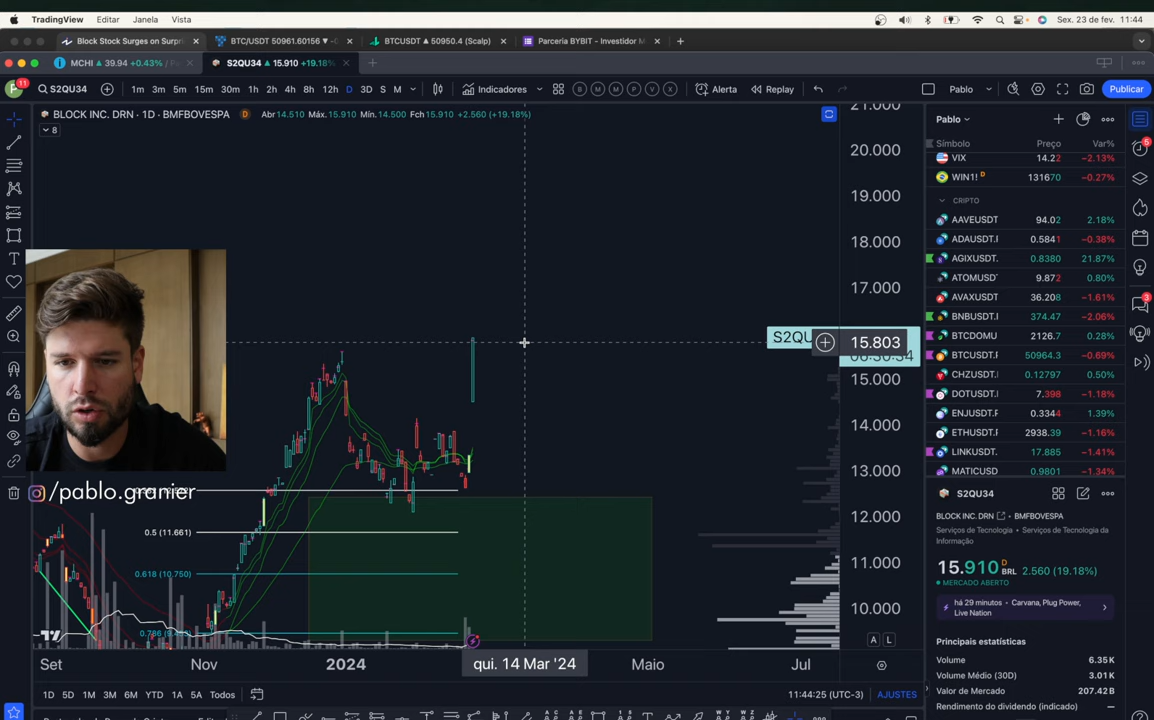 TradingView Editar Janela Vista Sex. 23 de fev. 11:44
Block Stock Surges on Surpri BTC/USDT 50961.60156 BTCUSDT ▲ 50950.4 (Scalp) Parceria BYBIT - Investidor
MCHI ▲ 39.94 +0.43% S2QU34 ▲ 15.910 +19.18%
11 S2QU34 1m 3m 5m 15m 30m 1h 2h 4h 8h 12h D 3D S M Indicadores B M M P V X Alerta Replay Pablo Publicar
BLOCK INC. DRN · 1D · BMFBOVESPA D Abr14.510 Máx.15.910 Mín.14.500 Fch15.910 +2.560 (+19.18%)
8
21.000
20.000
19.000
18.000
17.000
S2QU
15.803
15.000
14.000
13.000
12.000
11.000
10.000
/pablo.granier
0.5 (11.661)
0.618 (10.750)
Set Nov 2024 qui. 14 Mar '24 Maio Jul
A L
1D 5D 1M 3M 6M YTD 1A 5A Todos 11:44:25 (UTC-3) AJUSTES
Pablo
Símbolo Preço Var%
VIX 14.22 −2.13%
WIN1! D 131670 −0.27%
CRIPTO
AAVEUSDT 94.02 2.18%
ADAUSDT.I 0.5841 −0.38%
AGIXUSDT. 0.8380 21.87%
ATOMUSD 9.872 0.80%
AVAXUSDT 36.208 −1.61%
BNBUSDT.F 374.47 −2.06%
BTCDOMU 2126.7 0.28%
BTCUSDT.F 50964.3 −0.69%
CHZUSDT.I 0.12797 0.50%
DOTUSDT.I 7.398 −1.18%
ENJUSDT.F 0.3344 1.39%
ETHUSDT.F 2938.39 −1.16%
LINKUSDT. 17.885 −1.41%
MATICUSD 0.9801 −1.34%
S2QU34
BLOCK INC. DRN • BMFBOVESPA
Serviços de Tecnologia • Serviços de Tecnologia da
Informação
15.910 D BRL 2.560 (19.18%)
MERCADO ABERTO
há 29 minutos • Carvana, Plug Power,
Live Nation
Principais estatísticas
Volume 6.35K
Volume Médio (30D) 3.01K
Valor de Mercado 207.42B
Rendimento do dividendo (indicado) —
5
3